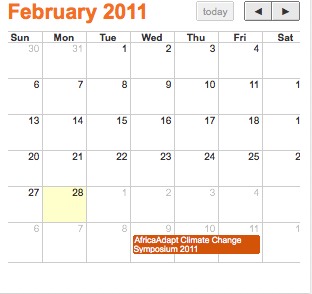 February 2011
today
Sun Mon Tue Wed Thu Fri Sat
30 31 1 2 3 4
6 7 8 9 10 11 1
13 14 15 16 17 18 1
20 21 22 23 24 25 2
27 28 1 2 3 4
6 7 8 9 10 11 1
AfricaAdapt Climate Change
Symposium 2011